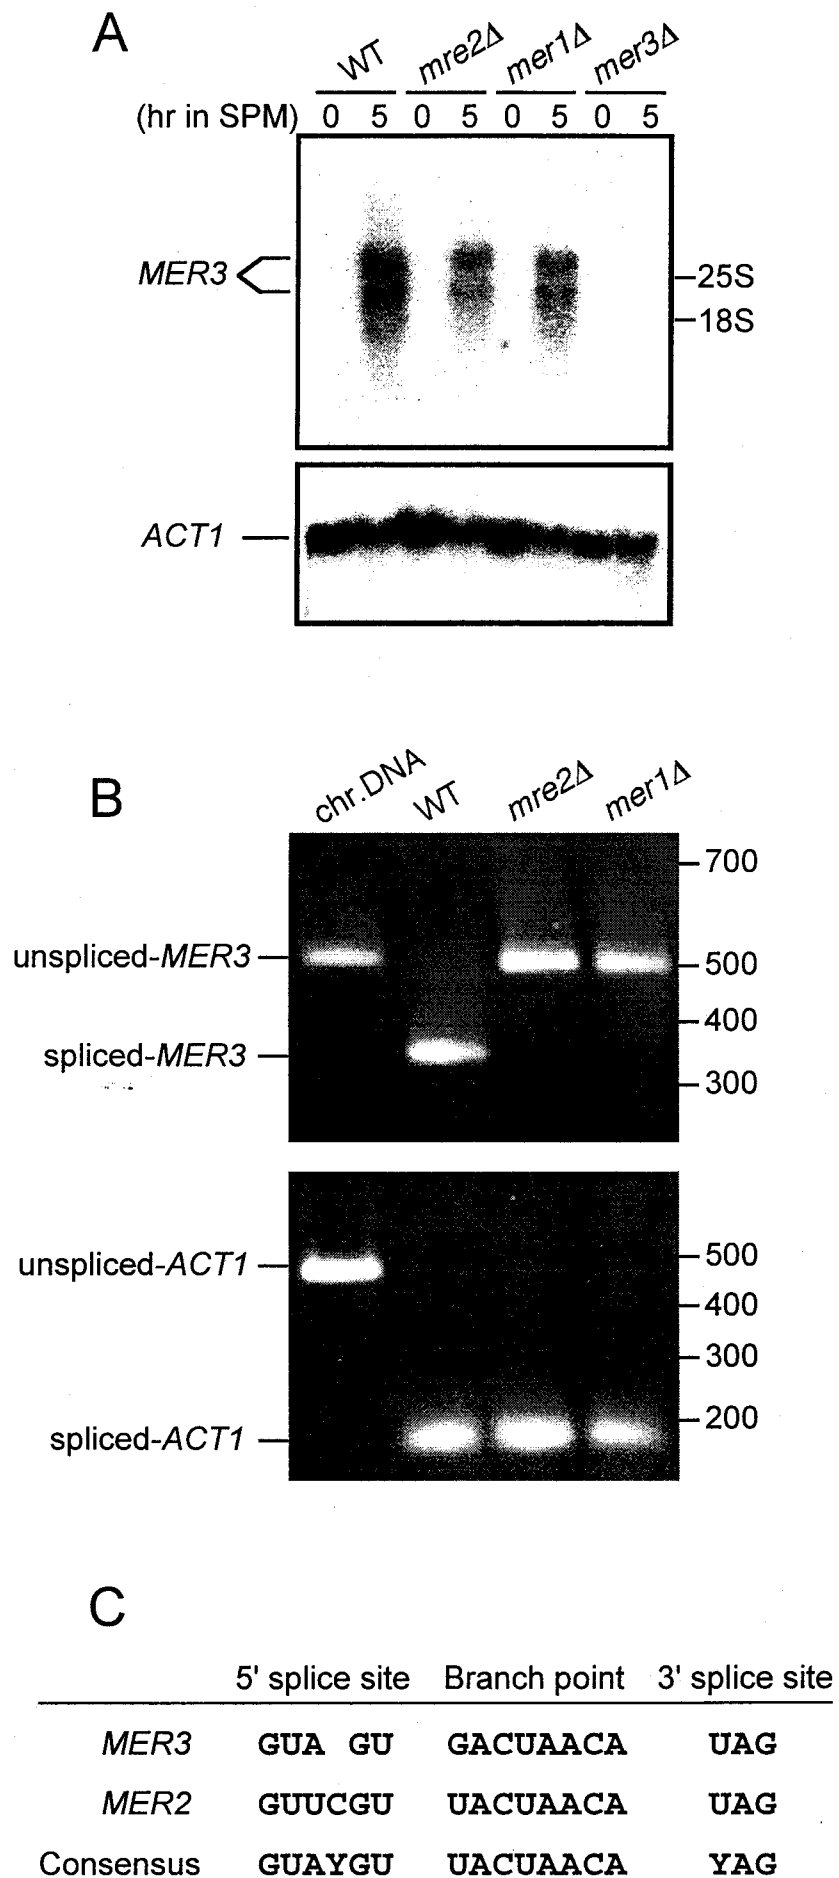 A
WT mre2Δ mer1Δ mer3Δ
(hr in SPM) 0 5 0 5 0 5 0 5
MER3
25S
18S
ACT1
B
chr.DNA WT mre2Δ mer1Δ
700
unspliced-MER3
500
400
spliced-MER3
300
unspliced-ACT1
500
400
300
200
spliced-ACT1
C
5' splice site Branch point 3' splice site
MER3 GUA GU GACUAACA UAG
MER2 GUUCGU UACUAACA UAG
Consensus GUAYGU UACUAACA YAG